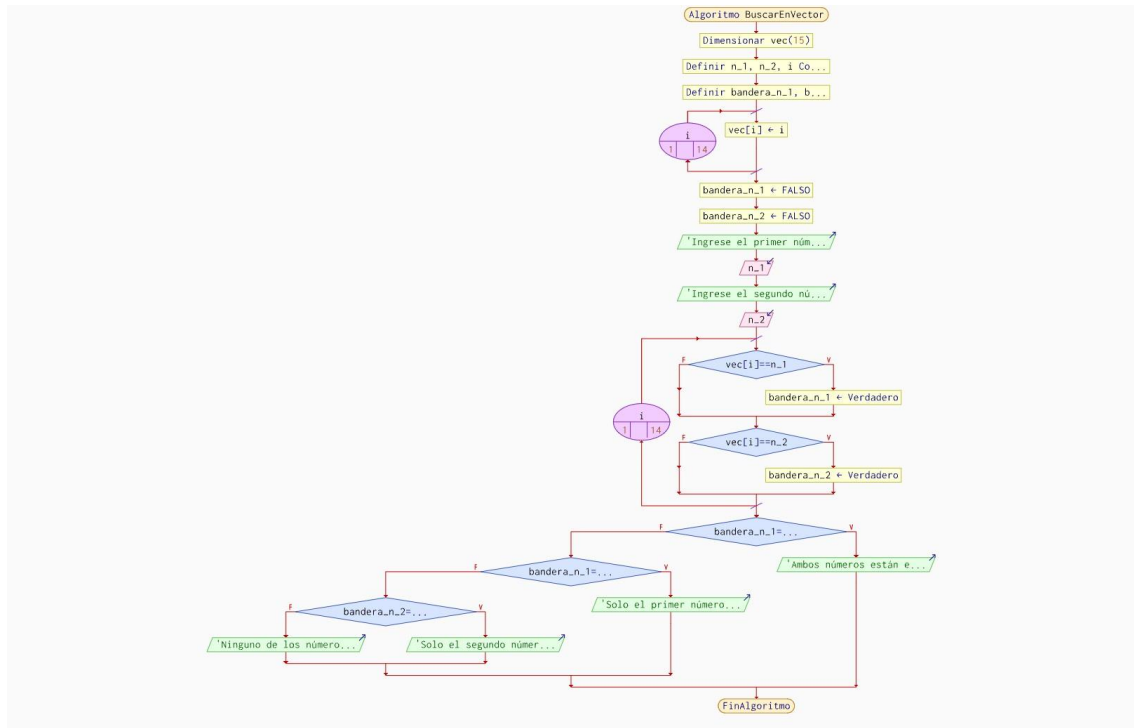 Algoritmo BuscarEnVector
Dimensionar vec(15)
Definir n_1, n_2, i Co...
Definir bandera_n_1, b...
vec[i] ← i
i
1 14
bandera_n_1 ← FALSO
bandera_n_2 ← FALSO
'Ingrese el primer núm...
n_1
'Ingrese el segundo nú...
n_2
F vec[i]==n_1 V
bandera_n_1 ← Verdadero
i
1 14
F vec[i]==n_2 V
bandera_n_2 ← Verdadero
F bandera_n_1=... V
'Ambos números están e...
F bandera_n_1=... V
'Solo el primer número...
F bandera_n_2=... V
'Ninguno de los número...
'Solo el segundo númer...
FinAlgoritmo